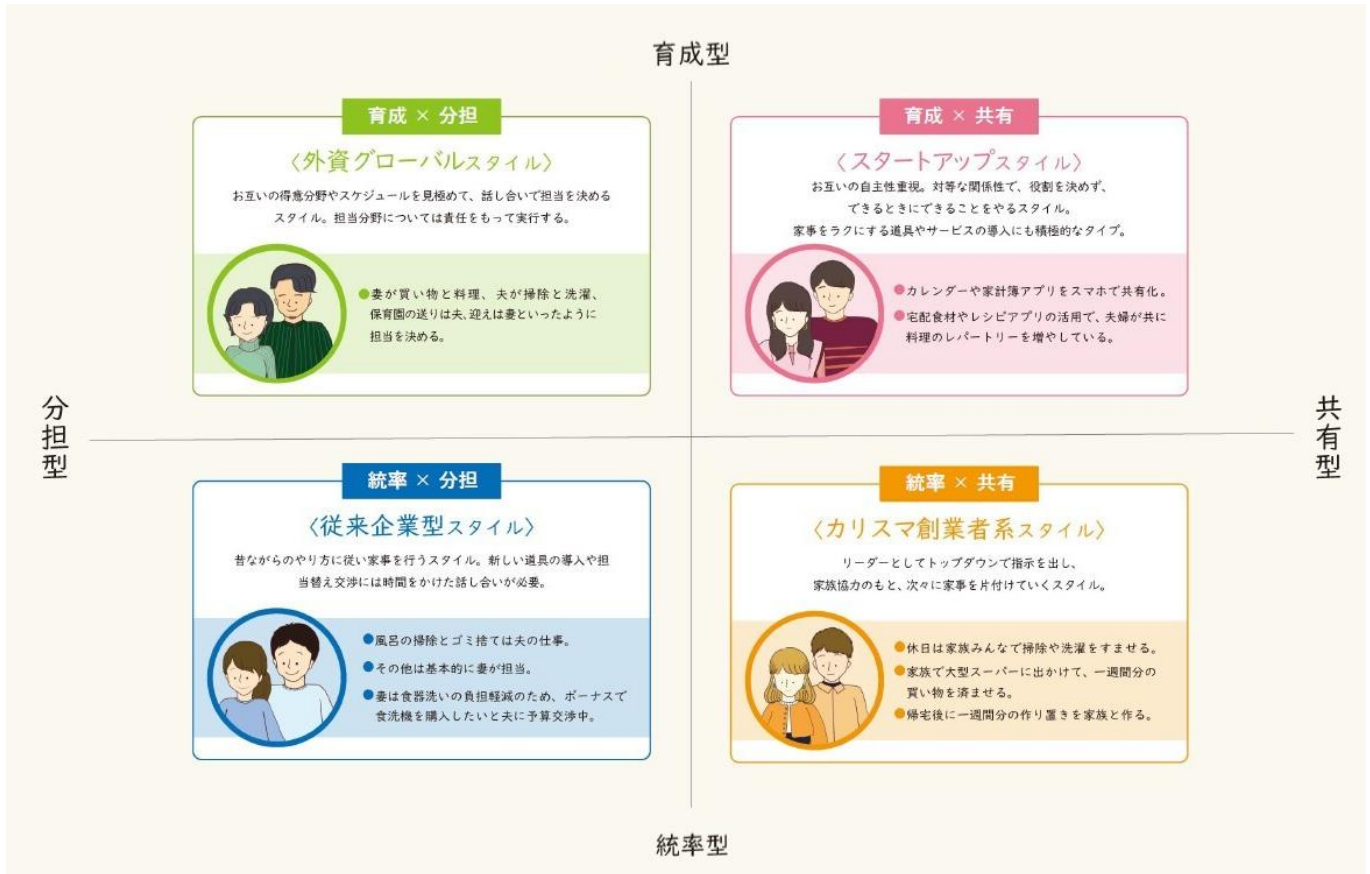 育成型
育成 × 分担
〈外資グローバルスタイル〉
お互いの得意分野やスケジュールを見極めて、話し合いで担当を決める
スタイル。担当分野については責任をもって実行する。
●妻が買い物と料理、夫が掃除と洗濯、
保育園の送りは夫、迎えは妻といったように
担当を決める。
育成 × 共有
〈スタートアップスタイル〉
お互いの自主性重視。対等な関係性で、役割を決めず、
できるときにできることをやるスタイル。
家事をラクにする道具やサービスの導入にも積極的なタイプ。
●カレンダーや家計簿アプリをスマホで共有化。
●宅配食材やレシピアプリの活用で、夫婦が共に
料理のレパートリーを増やしている。
分担型
共有型
統率 × 分担
〈従来企業型スタイル〉
昔ながらのやり方に従い家事を行うスタイル。新しい道具の導入や担
当替え交渉には時間をかけた話し合いが必要。
●風呂の掃除とゴミ捨ては夫の仕事。
●その他は基本的に妻が担当。
●妻は食器洗いの負担軽減のため、ボーナスで
食洗機を購入したいと夫に予算交渉中。
統率 × 共有
〈カリスマ創業者系スタイル〉
リーダーとしてトップダウンで指示を出し、
家族協力のもと、次々に家事を片付けていくスタイル。
●休日は家族みんなで掃除や洗濯をすませる。
●家族で大型スーパーに出かけて、一週間分の
買い物を済ませる。
●帰宅後に一週間分の作り置きを家族と作る。
統率型